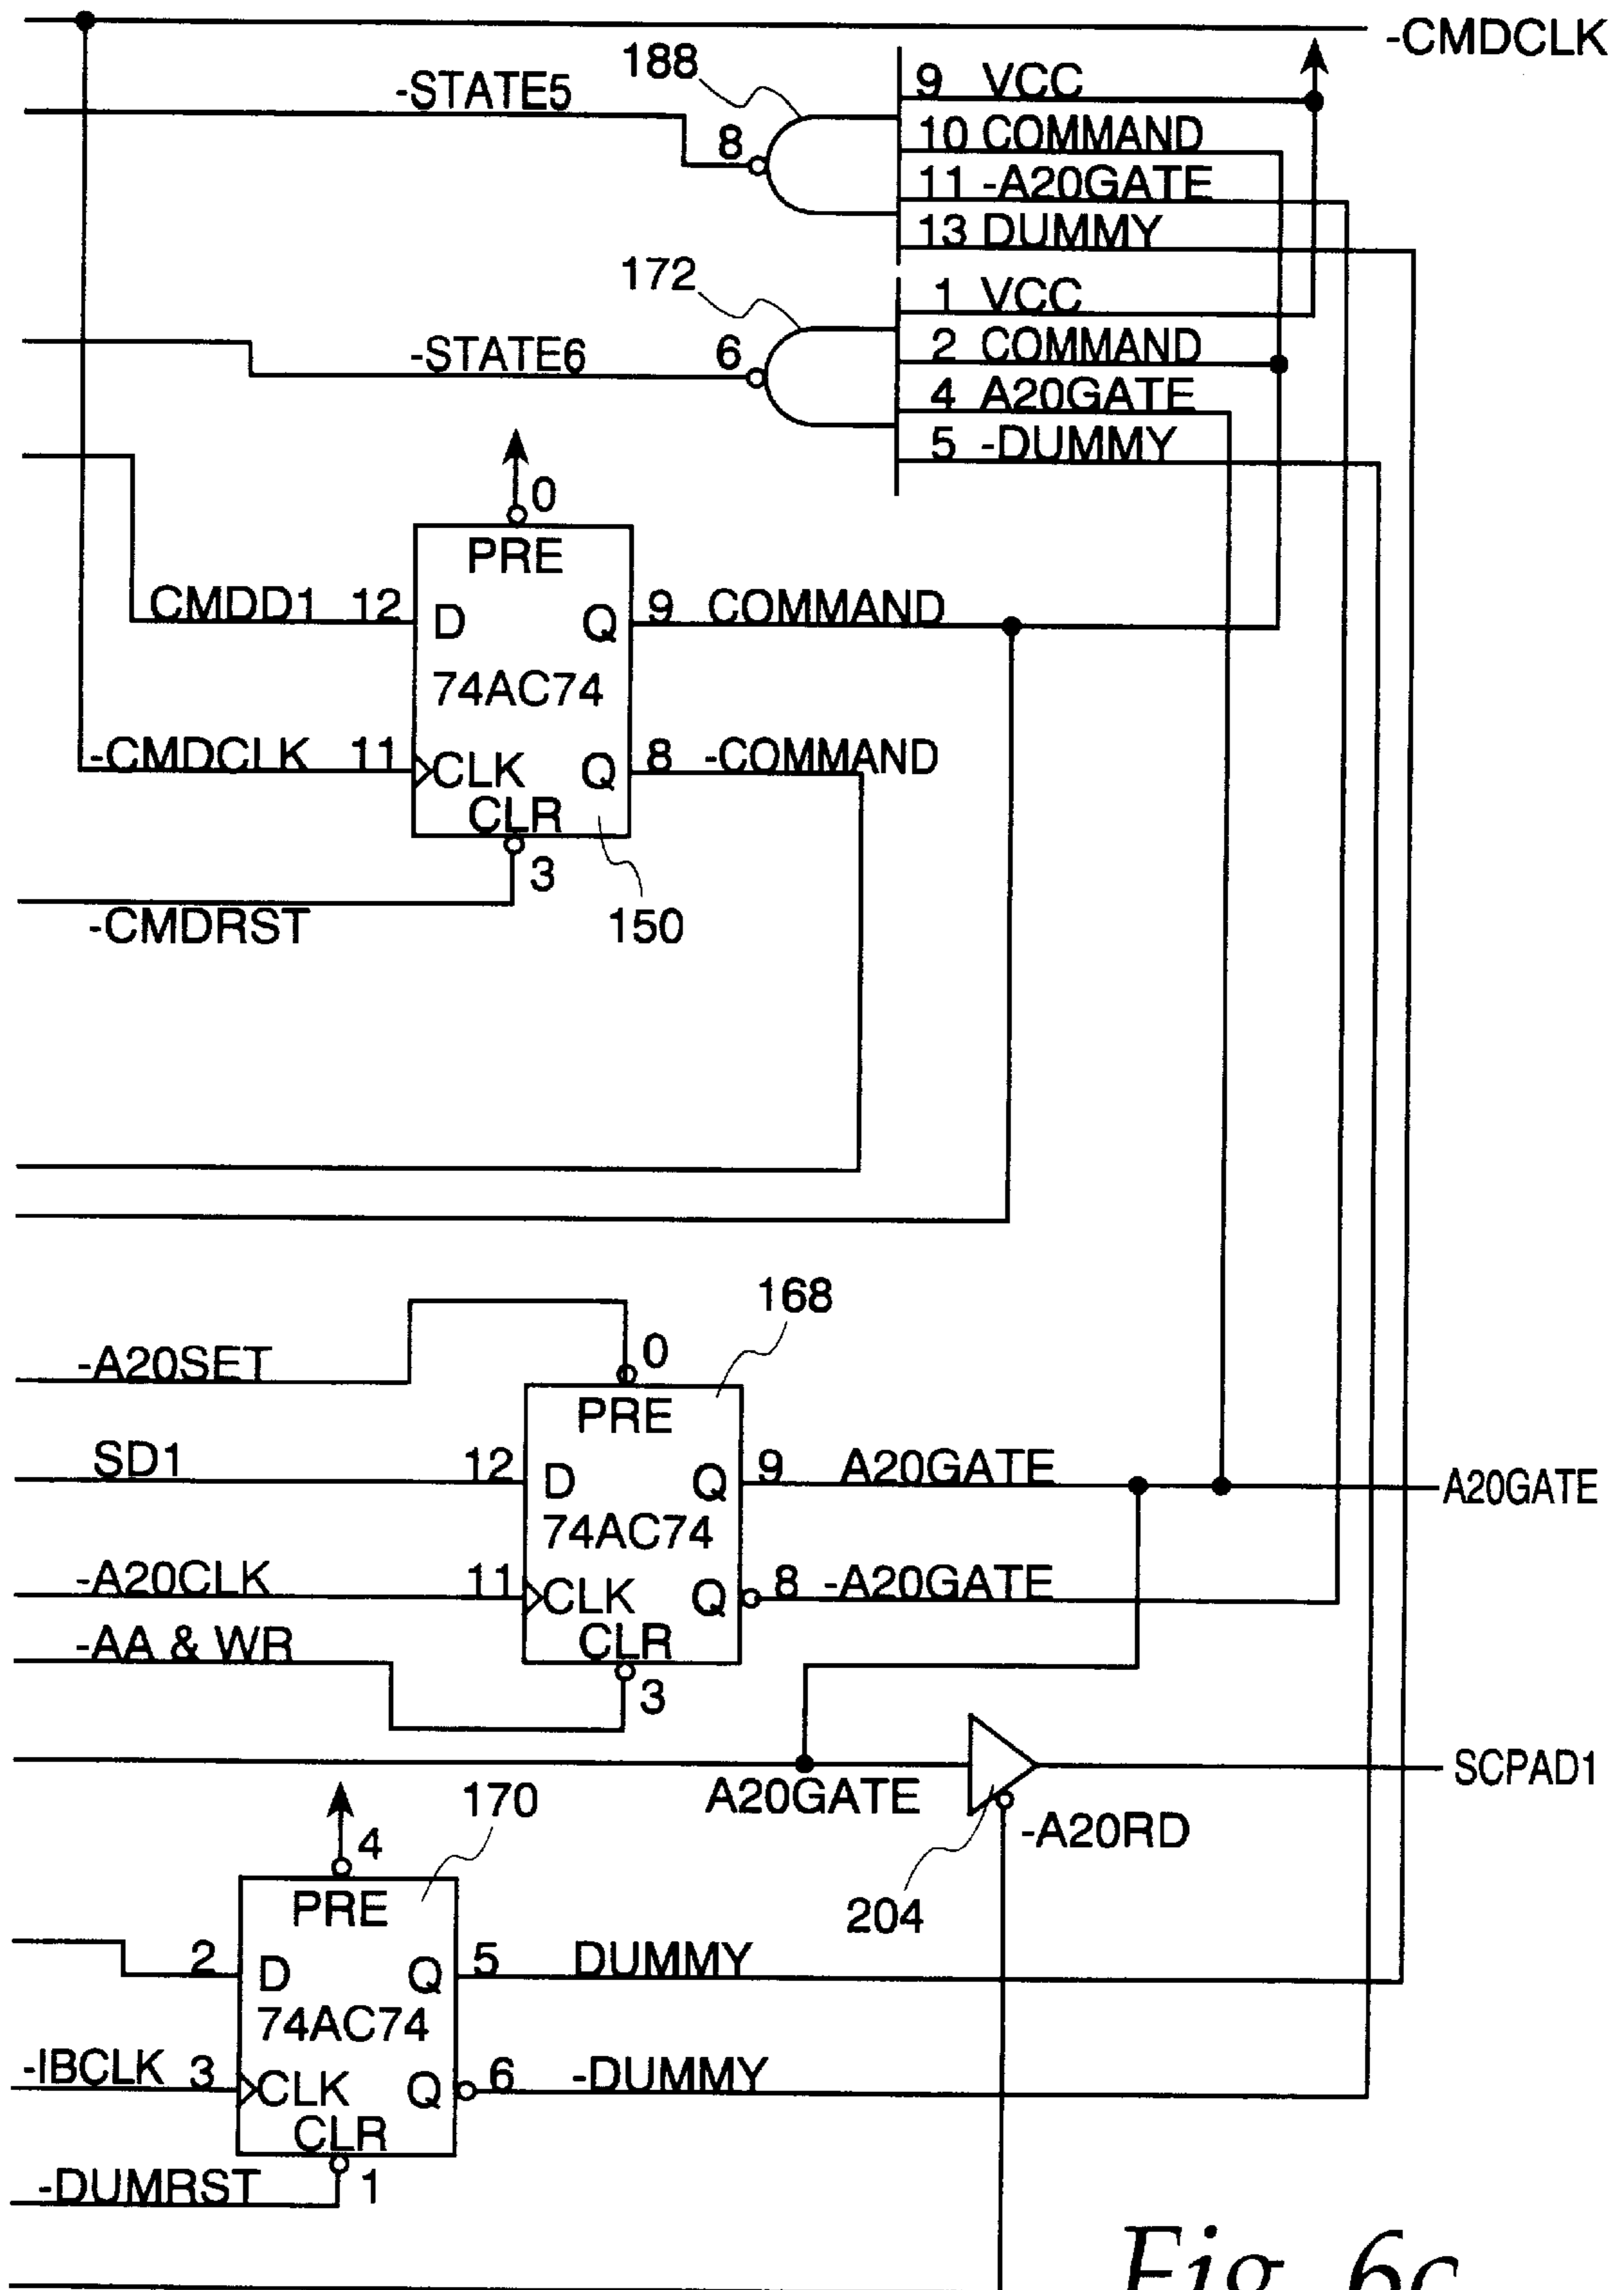 -CMDCLK
188
9 VCC
-STATE5
8
10 COMMAND
11 -A20GATE
13 DUMMY
172
1 VCC
-STATE6
6
2 COMMAND
4 A20GATE
5 -DUMMY
0
PRE
CMDD1 12 D Q 9 COMMAND
74AC74
-CMDCLK 11 CLK Q 8 -COMMAND
CLR
3
-CMDRST
150
168
-A20SET
0
PRE
SD1 12 D Q 9 A20GATE
A20GATE
74AC74
-A20CLK 11 CLK Q 8 -A20GATE
-AA & WR
CLR
3
SCPAD1
A20GATE
170
-A20RD
4
204
PRE
2 D Q 5 DUMMY
74AC74
-IBCLK 3 CLK Q 6 -DUMMY
CLR
-DUMRST
1
Fig. 6c